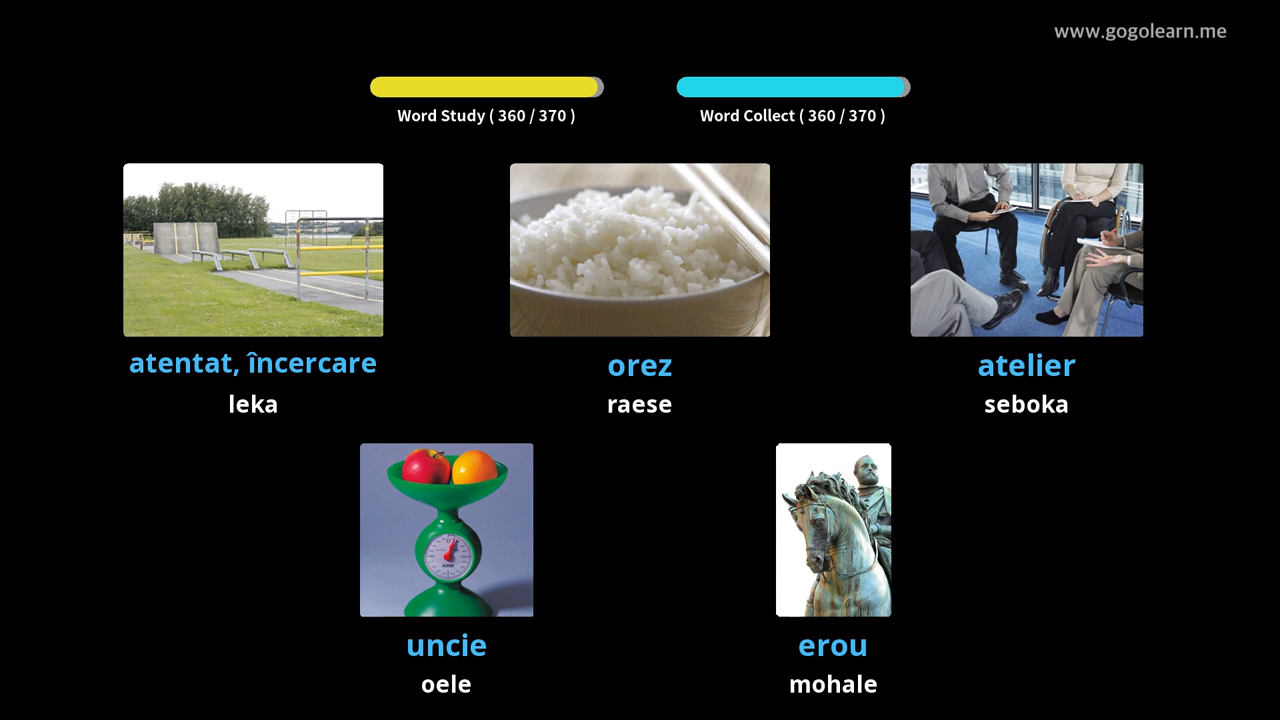 www.gogolearn.me
Word Study ( 360 / 370 )
Word Collect ( 360 / 370 )
atentat, încercare
leka
orez
raese
atelier
seboka
uncie
oele
erou
mohale